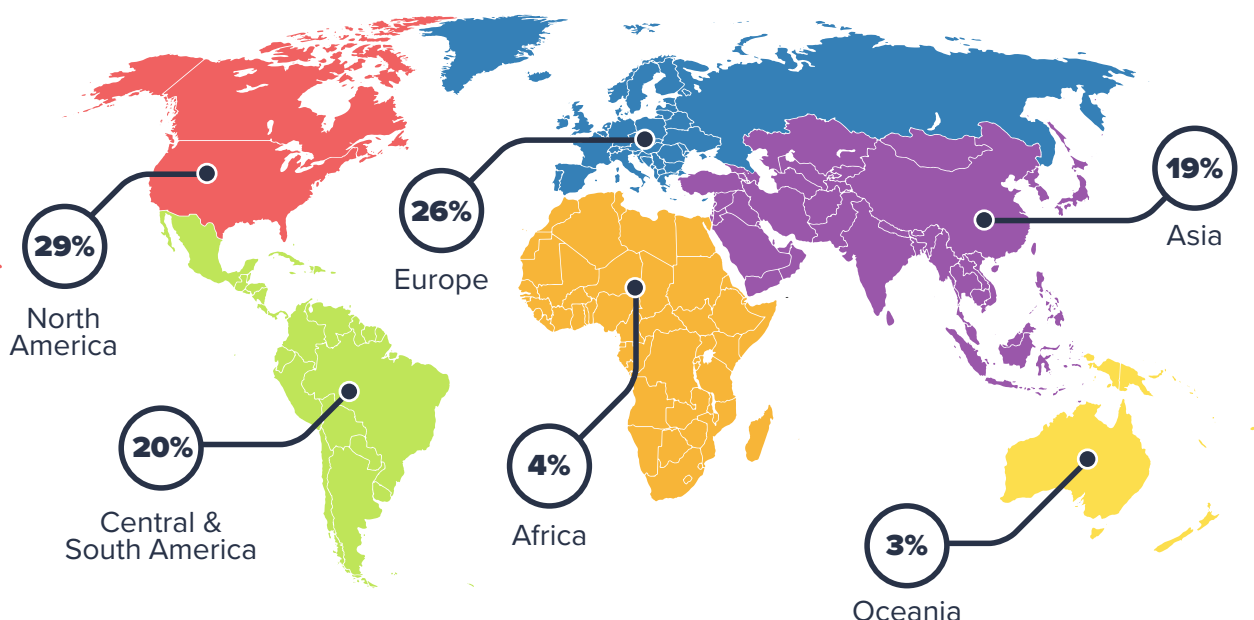 29%
North
America
26%
Europe
19%
Asia
20%
Central &
South America
4%
Africa
3%
Oceania